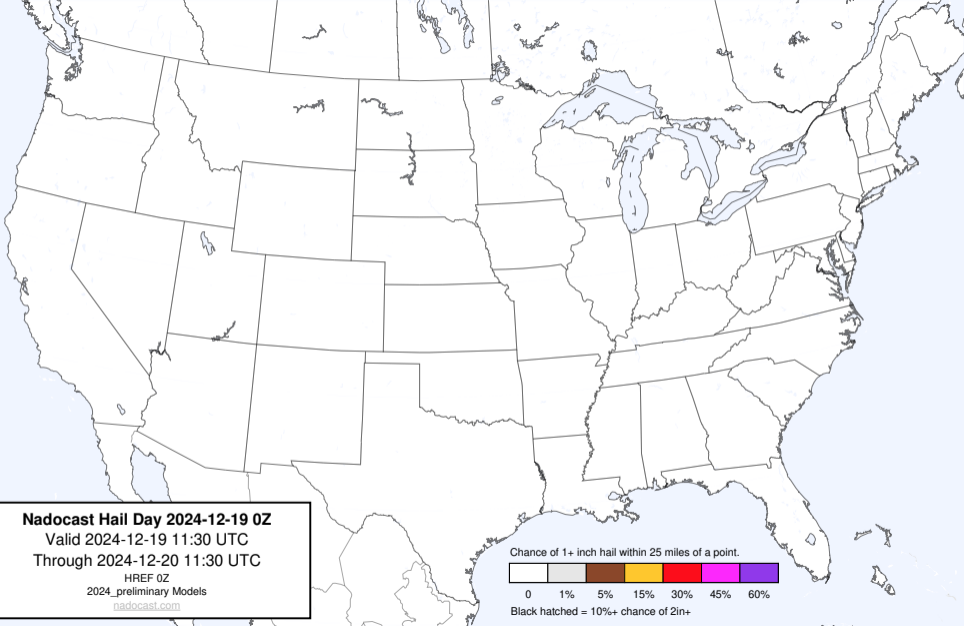 Nadocast Hail Day 2024-12-19 0Z
Valid 2024-12-19 11:30 UTC
Through 2024-12-20 11:30 UTC
HREF 0Z
2024_preliminary Models
nadocast.com
Chance of 1+ inch hail within 25 miles of a point.
0 1% 5% 15% 30% 45% 60%
Black hatched = 10%+ chance of 2in+